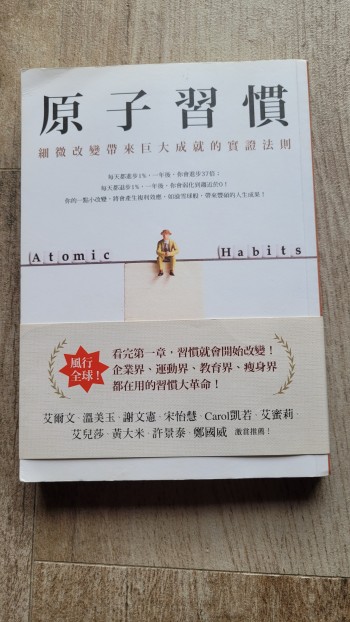 原子習慣
細微改變帶來巨大成就的實證法則
每天都進步1%,一年後,你會進步37倍;
每天都退步1%,一年後,你會弱化到趨近於0!
你的一點小改變,將會產生複利效應,如滾雪球般,帶來豐碩的人生成果!
Atomic Habits
風行
全球!
看完第一章,習慣就會開始改變!
企業界、運動界、教育界、瘦身界
都在用的習慣大革命!
艾爾文、溫美玉、謝文憲、宋怡慧、Carol凱若、艾蜜莉、
艾兒莎、黃大米、許景泰、鄭國威 激賞推薦!